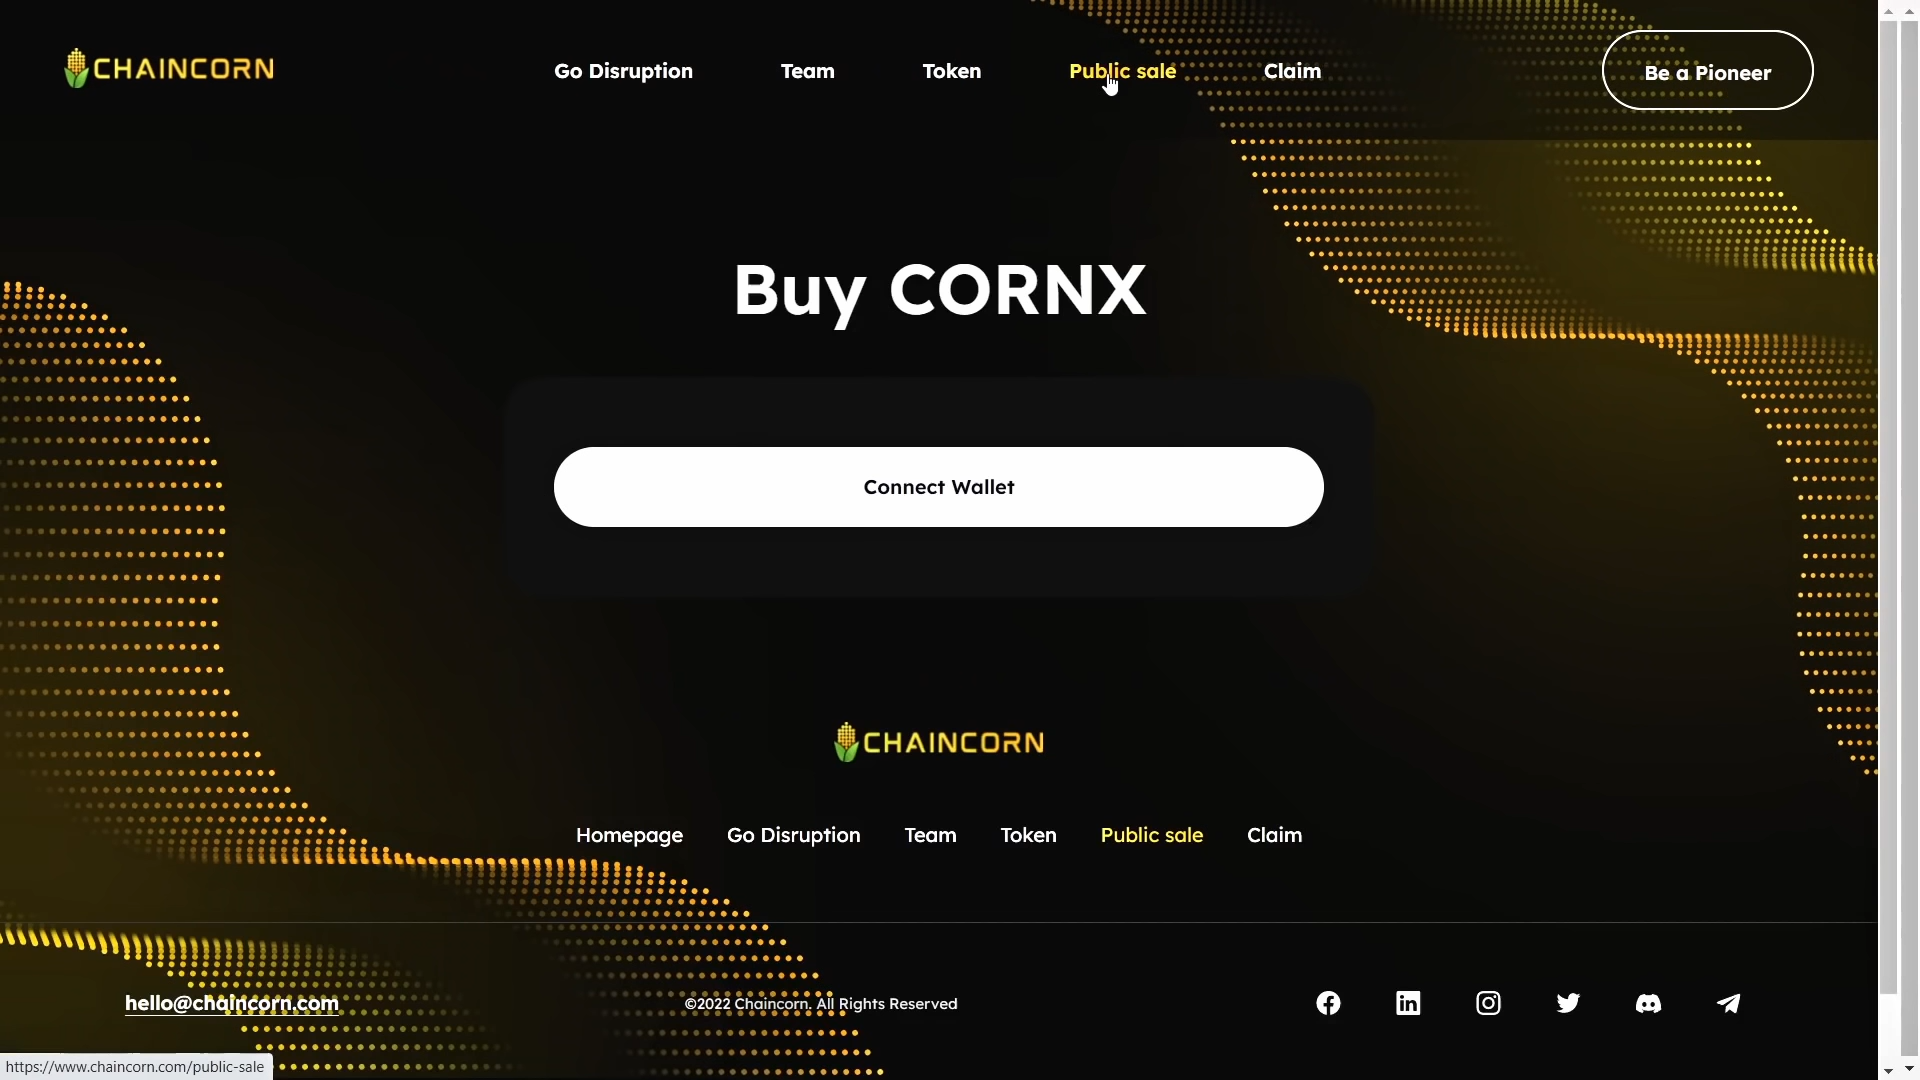 CHAINCORN
Go Disruption
Team
Token
Public sale
Claim
Be a Pioneer
Buy CORNX
Connect Wallet
CHAINCORN
Homepage
Go Disruption
Team
Token
Public sale
Claim
hello@chaincorn.com
©2022 Chaincorn. All Rights Reserved
https://www.chaincorn.com/public-sale